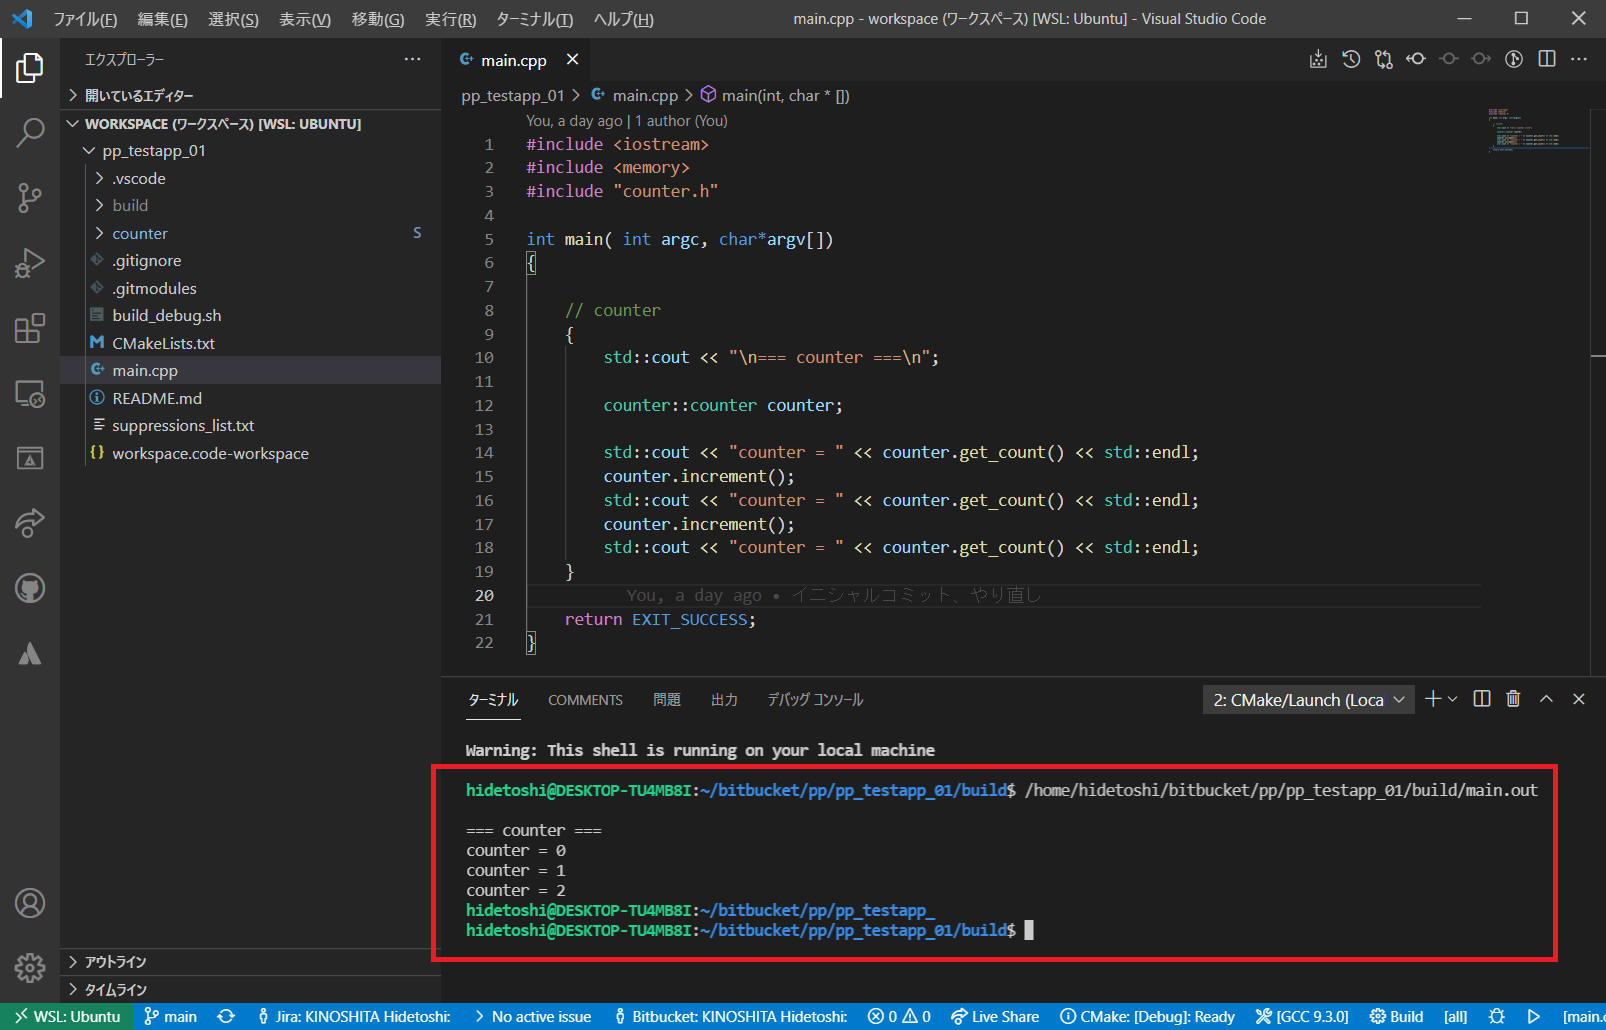 ファイル(F) 編集(E) 選択(S) 表示(V) 移動(G) 実行(R) ターミナル(T) ヘルプ(H)
main.cpp - workspace (ワークスペース) [WSL: Ubuntu] - Visual Studio Code
エクスプローラー
開いているエディター
WORKSPACE (ワークスペース) [WSL: UBUNTU]
pp_testapp_01
.vscode
build
counter S
.gitignore
.gitmodules
build_debug.sh
CMakeLists.txt
main.cpp
README.md
suppressions_list.txt
workspace.code-workspace
アウトライン
タイムライン
main.cpp
pp_testapp_01 > main.cpp > main(int, char * [])
You, a day ago | 1 author (You)
1 #include <iostream>
2 #include <memory>
3 #include "counter.h"
4
5 int main( int argc, char*argv[])
6 {
7
8 // counter
9 {
10 std::cout << "\n=== counter ===\n";
11
12 counter::counter counter;
13
14 std::cout << "counter = " << counter.get_count() << std::endl;
15 counter.increment();
16 std::cout << "counter = " << counter.get_count() << std::endl;
17 counter.increment();
18 std::cout << "counter = " << counter.get_count() << std::endl;
19 }
20 You, a day ago • イニシャルコミット、やり直し
21 return EXIT_SUCCESS;
22 }
ターミナル COMMENTS 問題 出力 デバッグ コンソール
2: CMake/Launch (Loca
Warning: This shell is running on your local machine
hidetoshi@DESKTOP-TU4MB8I:~/bitbucket/pp/pp_testapp_01/build$ /home/hidetoshi/bitbucket/pp/pp_testapp_01/build/main.out
=== counter ===
counter = 0
counter = 1
counter = 2
hidetoshi@DESKTOP-TU4MB8I:~/bitbucket/pp/pp_testapp_
hidetoshi@DESKTOP-TU4MB8I:~/bitbucket/pp/pp_testapp_01/build$
WSL: Ubuntu main Jira: KINOSHITA Hidetoshi: No active issue Bitbucket: KINOSHITA Hidetoshi: 0 0 Live Share CMake: [Debug]: Ready [GCC 9.3.0] Build [all] [main.c